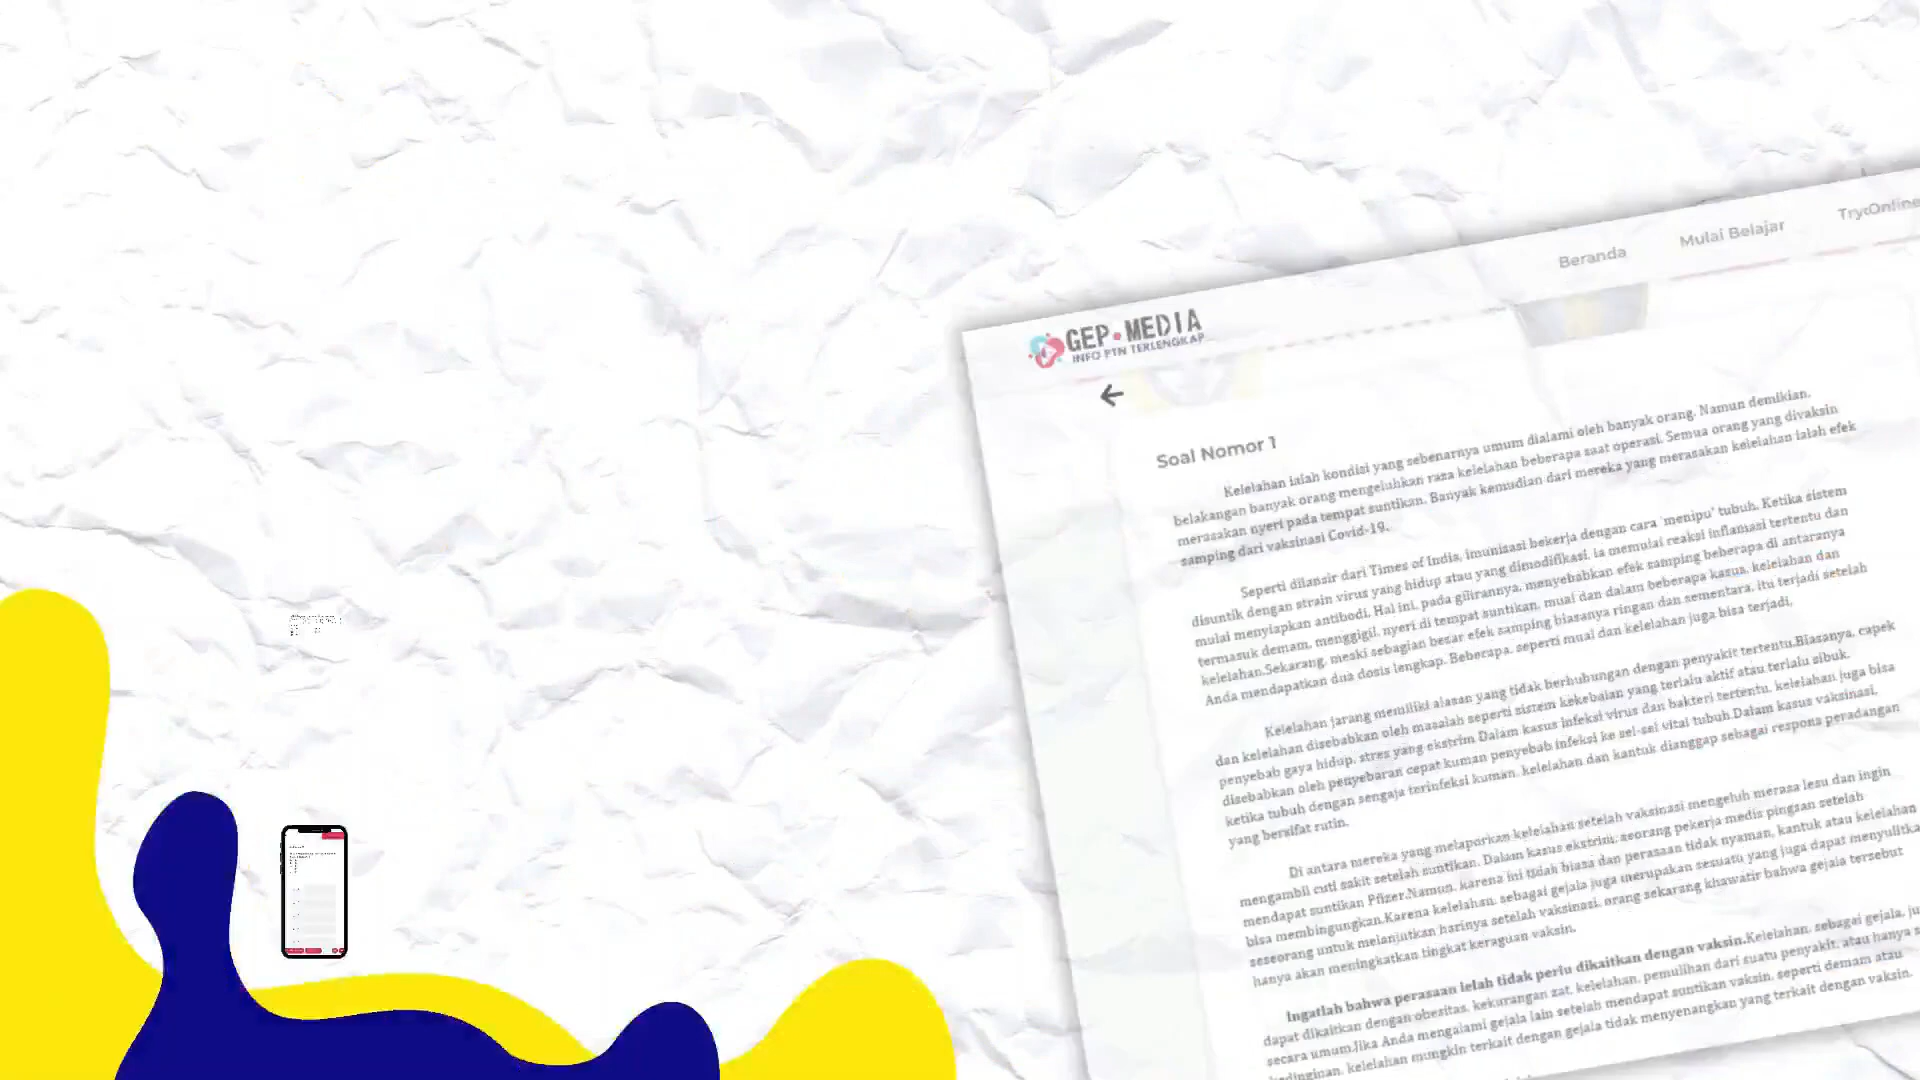 Beranda
Mulai Belajar
GEP•MEDIA
INFO PTN TERLENGKAP
Soal Nomor 1
Kelelahan ialah kondisi yang sebenarnya umum dialami oleh banyak orang. Namun demikian,
belakangan banyak orang mengeluhkan rasa kelelahan beberapa saat operasi. Semua orang yang divaksin
merasakan nyeri pada tempat suntikan. Banyak kemudian dari mereka yang merasakan kelelahan ialah efek
samping dari vaksinasi Covid-19.
Seperti dilansir dari Times of India, imunisasi bekerja dengan cara 'menipu' tubuh. Ketika sistem
disuntik dengan strain virus yang hidup atau yang dimodifikasi, ia memulai reaksi inflamasi tertentu dan
mulai menyiapkan antibodi. Hal ini, pada gilirannya, menyebabkan efek samping beberapa di antaranya
termasuk demam, menggigil, nyeri di tempat suntikan, mual dan dalam beberapa kasus, kelelahan dan
kelelahan.Sekarang, meski sebagian besar efek samping biasanya ringan dan sementara, itu terjadi setelah
Anda mendapatkan dua dosis lengkap. Beberapa, seperti mual dan kelelahan juga bisa terjadi.
Kelelahan jarang memiliki alasan yang tidak berhubungan dengan penyakit tertentu.Biasanya, capek
dan kelelahan disebabkan oleh masalah seperti sistem kekebalan yang terlalu aktif atau terlalu sibuk,
penyebab gaya hidup, stres yang ekstrim.Dalam kasus infeksi virus dan bakteri tertentu, kelelahan juga bisa
disebabkan oleh penyebaran cepat kuman penyebab infeksi ke sel-sel vital tubuh.Dalam kasus vaksinasi,
ketika tubuh dengan sengaja terinfeksi kuman, kelelahan dan kantuk dianggap sebagai respons peradangan
yang bersifat rutin.
Di antara mereka yang melaporkan kelelahan setelah vaksinasi mengeluh merasa lesu dan ingin
mengambil cuti sakit setelah suntikan. Dalam kasus ekstrim, seorang pekerja medis pingsan setelah
mendapat suntikan Pfizer.Namun, karena ini tidak biasa dan perasaan tidak nyaman, kantuk atau kelelahan
bisa membingungkan.Karena kelelahan, sebagai gejala juga merupakan sesuatu yang juga dapat menyulitka
seseorang untuk melanjutkan harinya setelah vaksinasi, orang sekarang khawatir bahwa gejala tersebut
hanya akan meningkatkan tingkat keraguan vaksin.
Ingatlah bahwa perasaan lelah tidak perlu dikaitkan dengan vaksin.Kelelahan, sebagai gejala, ju
dapat dikaitkan dengan obesitas, kekurangan zat, kelelahan, pemulihan dari suatu penyakit, atau hanya s
secara umum.Jika Anda mengalami gejala lain setelah mendapat suntikan vaksin, seperti demam atau
kedinginan, kelelahan mungkin terkait dengan gejala tidak menyenangkan yang terkait dengan vaksin.